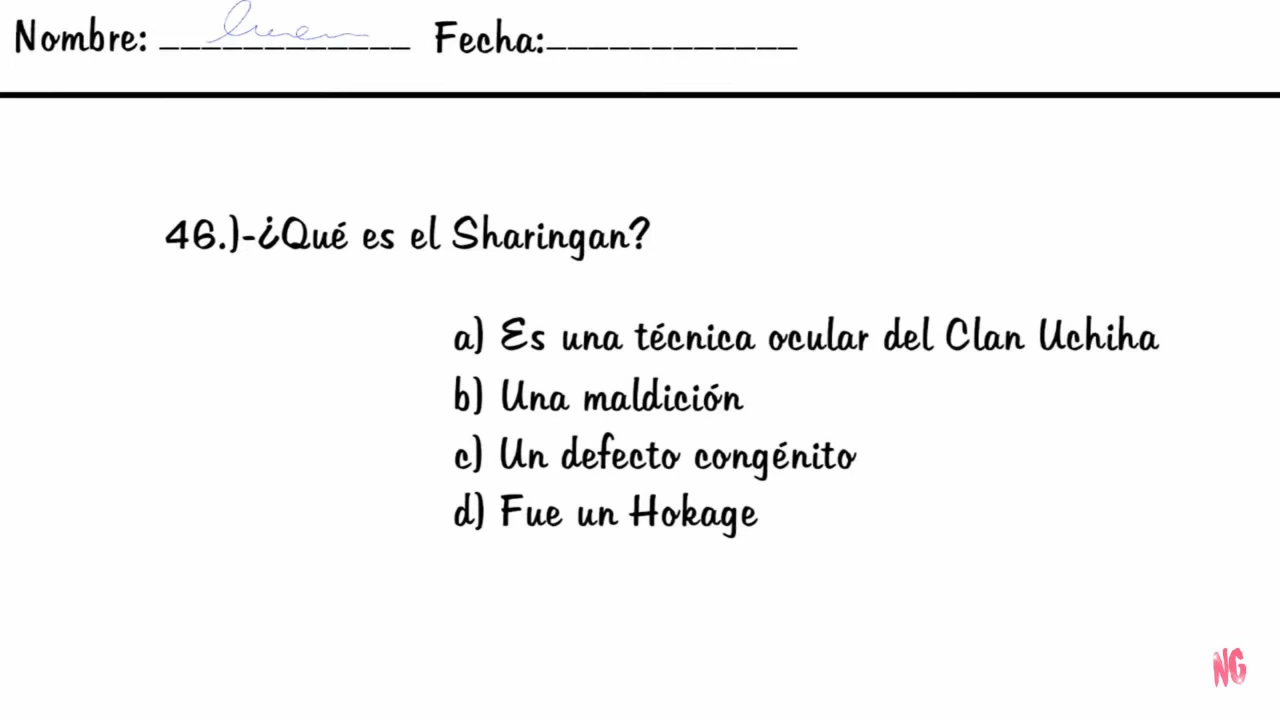 Nombre: ____________ Fecha:____________
46.)-¿Qué es el Sharingan?
a) Es una técnica ocular del Clan Uchiha
b) Una maldición
c) Un defecto congénito
d) Fue un Hokage
NG